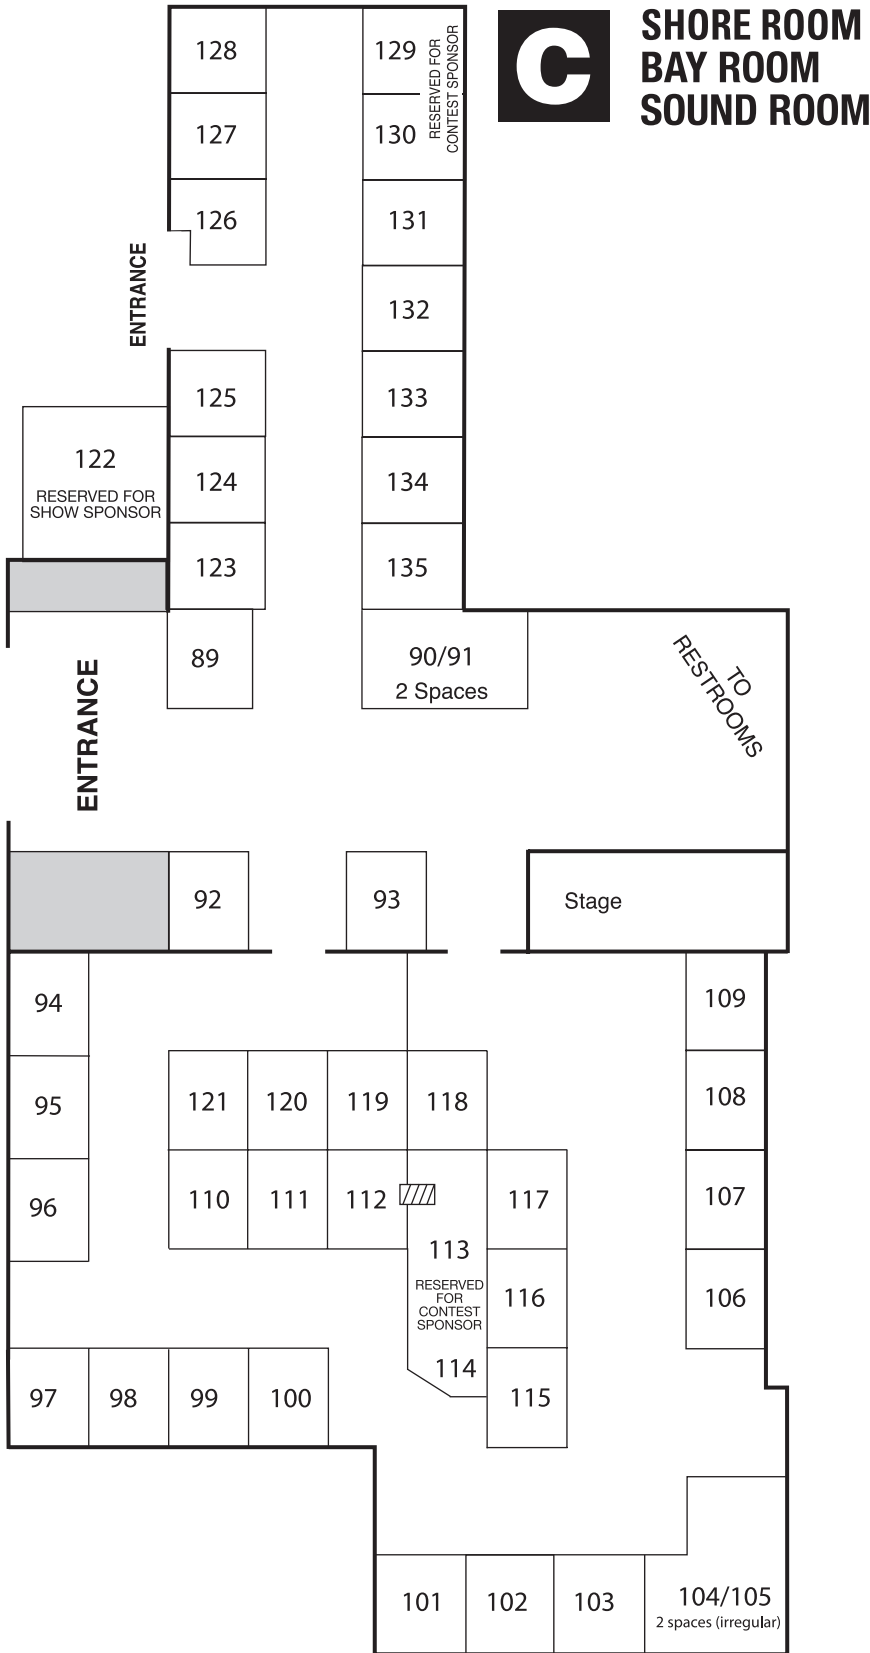 C
SHORE ROOM
BAY ROOM
SOUND ROOM
128
129
RESERVED FOR
CONTEST SPONSOR
127
130
126
131
ENTRANCE
132
125
133
122
RESERVED FOR
SHOW SPONSOR
124
134
123
135
89
90/91
2 Spaces
TO
RESTROOMS
ENTRANCE
92
93
Stage
94
109
95
121
120
119
118
108
96
110
111
112
117
107
113
RESERVED
FOR
CONTEST
SPONSOR
116
106
114
97
98
99
100
115
101
102
103
104/105
2 spaces (irregular)